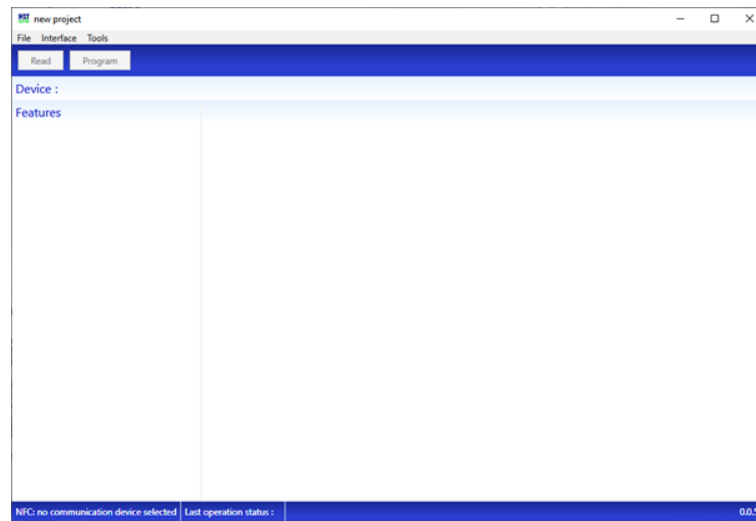 new project
File Interface Tools
Read Program
Device :
Features
NFC: no communication device selected Last operation status :